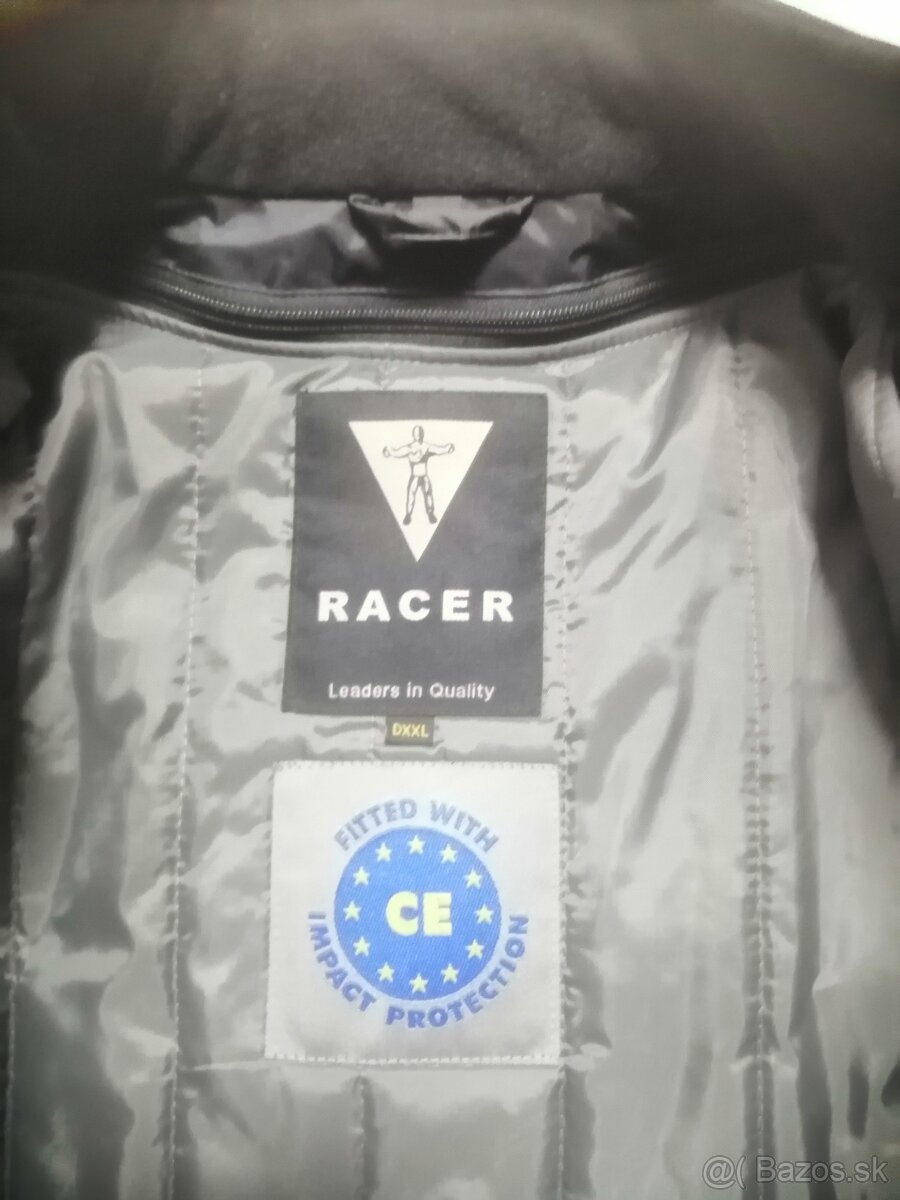 RACER
Leaders in Quality
DXXL
FITTED WITH
CE
IMPACT PROTECTION
@( Bazos.sk